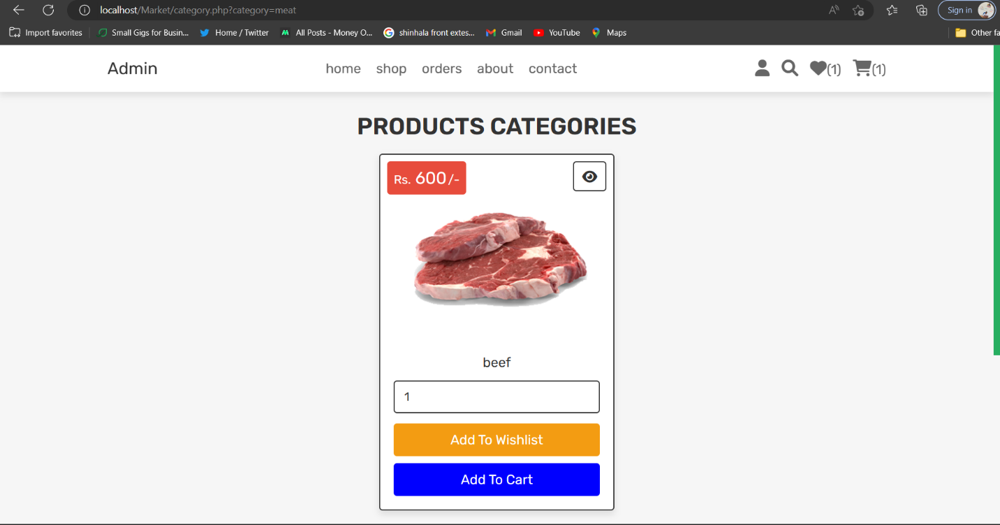 localhost/Market/category.php?category=meat
Sign in
Import favorites
Small Gigs for Busin...
Home / Twitter
All Posts - Money O...
shinhala front extes...
Gmail
YouTube
Maps
Other fa
Admin
home shop orders about contact
(1) (1)
PRODUCTS CATEGORIES
Rs. 600/-
beef
1
Add To Wishlist
Add To Cart